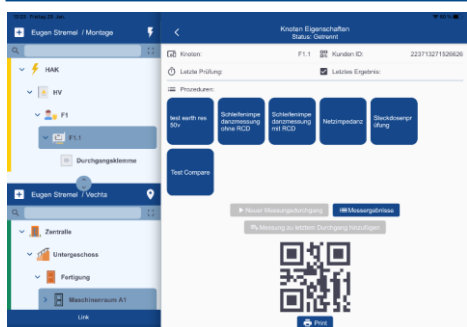 Eugen Stremel / Montage
HAK
HV
F1
F1.1
Durchgangsklemme
Eugen Stremel / Vechta
Zentralle
Untergeschoss
Fertigung
Maschinenraum A1
Link
Knoten Eigenschaften
Status: Getrennt
Knoten: F1.1 Kunden ID: 223713271526626
Letzte Prüfung: Letztes Ergebnis:
Prozeduren:
test earth res 50v
Schleifenimpedanzmessung ohne RCD
Schleifenimpedanzmessung mit RCD
Netzimpedanz
Steckdosenprüfung
Test Compare
Neuer Messungsdurchgang
Messergebnisse
Messung zu letztem Durchgang hinzufügen
Print